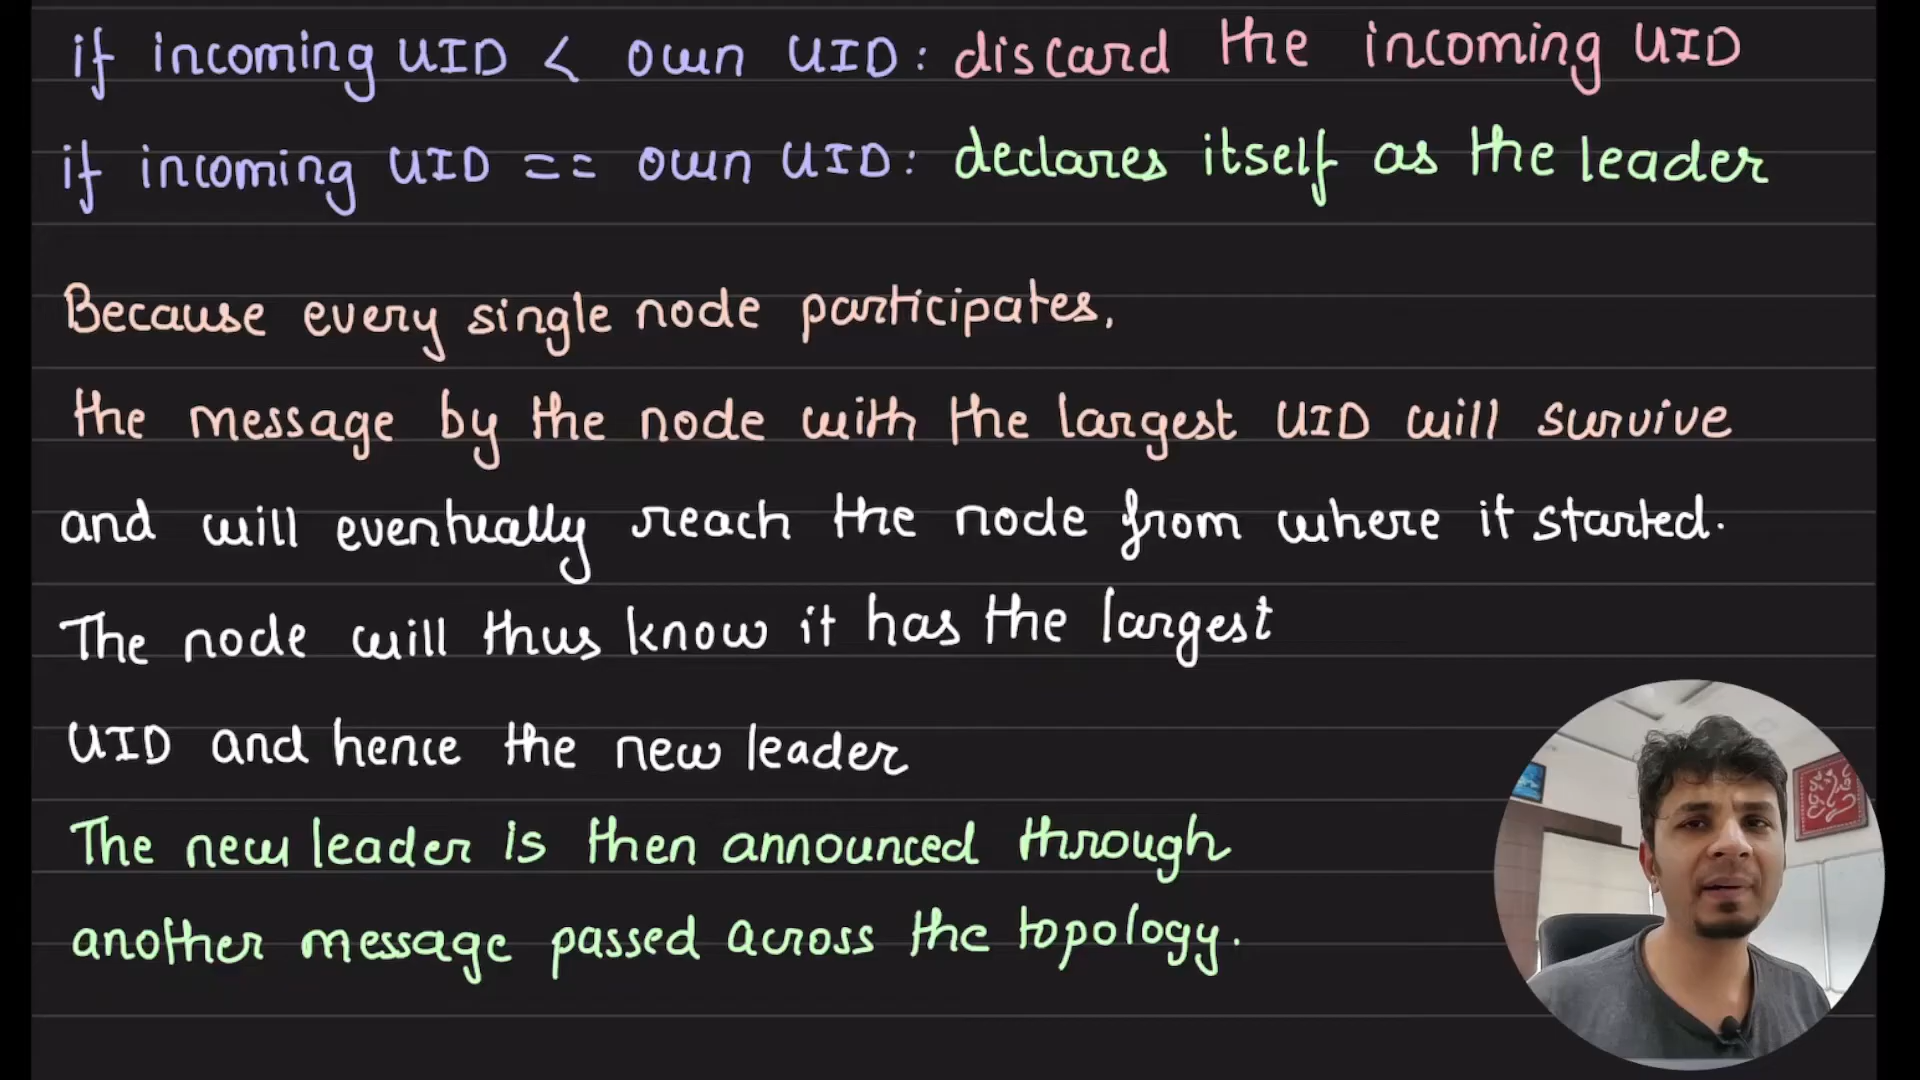 if incoming UID < own UID: discard the incoming UID
if incoming UID == own UID: declares itself as the leader
Because every single node participates,
the message by the node with the largest UID will survive
and will eventually reach the node from where it started.
The node will thus know it has the largest
UID and hence the new leader
The new leader is then announced through
another message passed across the topology.